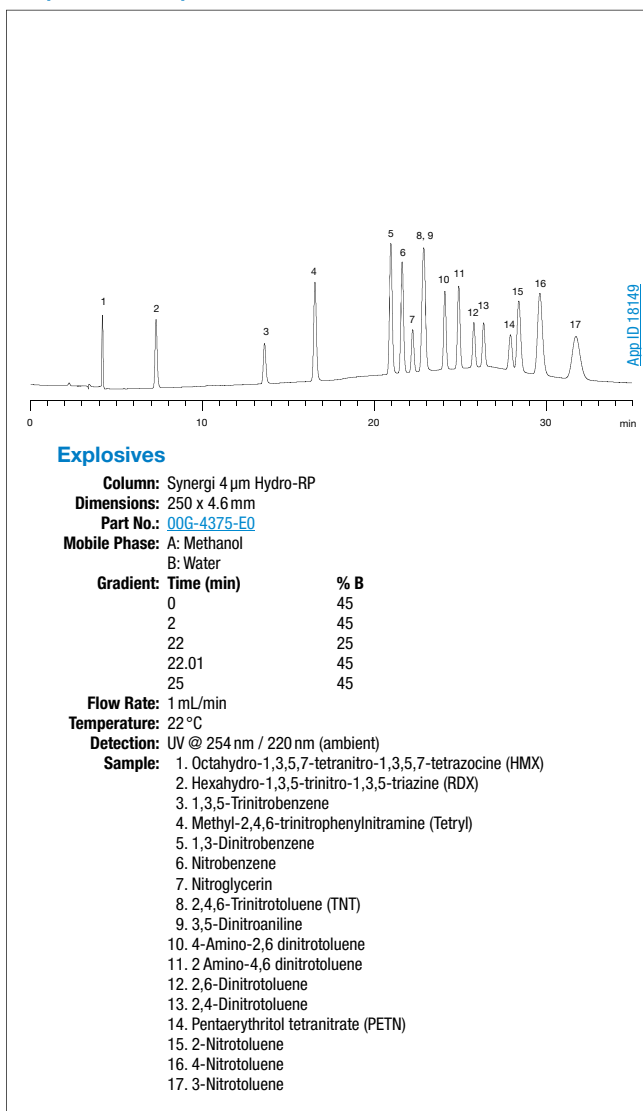 5
8, 9
6
4
10
11
15
16
1
2
12
13
7
3
14
17
App ID 18149
0
10
20
30
min
Explosives
Column: Synergi 4 µm Hydro-RP
Dimensions: 250 x 4.6 mm
Part No.: 00G-4375-E0
Mobile Phase: A: Methanol
B: Water
Gradient: Time (min) % B
0 45
2 45
22 25
22.01 45
25 45
Flow Rate: 1 mL/min
Temperature: 22 °C
Detection: UV @ 254 nm / 220 nm (ambient)
Sample: 1. Octahydro-1,3,5,7-tetranitro-1,3,5,7-tetrazocine (HMX)
2. Hexahydro-1,3,5-trinitro-1,3,5-triazine (RDX)
3. 1,3,5-Trinitrobenzene
4. Methyl-2,4,6-trinitrophenylnitramine (Tetryl)
5. 1,3-Dinitrobenzene
6. Nitrobenzene
7. Nitroglycerin
8. 2,4,6-Trinitrotoluene (TNT)
9. 3,5-Dinitroaniline
10. 4-Amino-2,6 dinitrotoluene
11. 2 Amino-4,6 dinitrotoluene
12. 2,6-Dinitrotoluene
13. 2,4-Dinitrotoluene
14. Pentaerythritol tetranitrate (PETN)
15. 2-Nitrotoluene
16. 4-Nitrotoluene
17. 3-Nitrotoluene